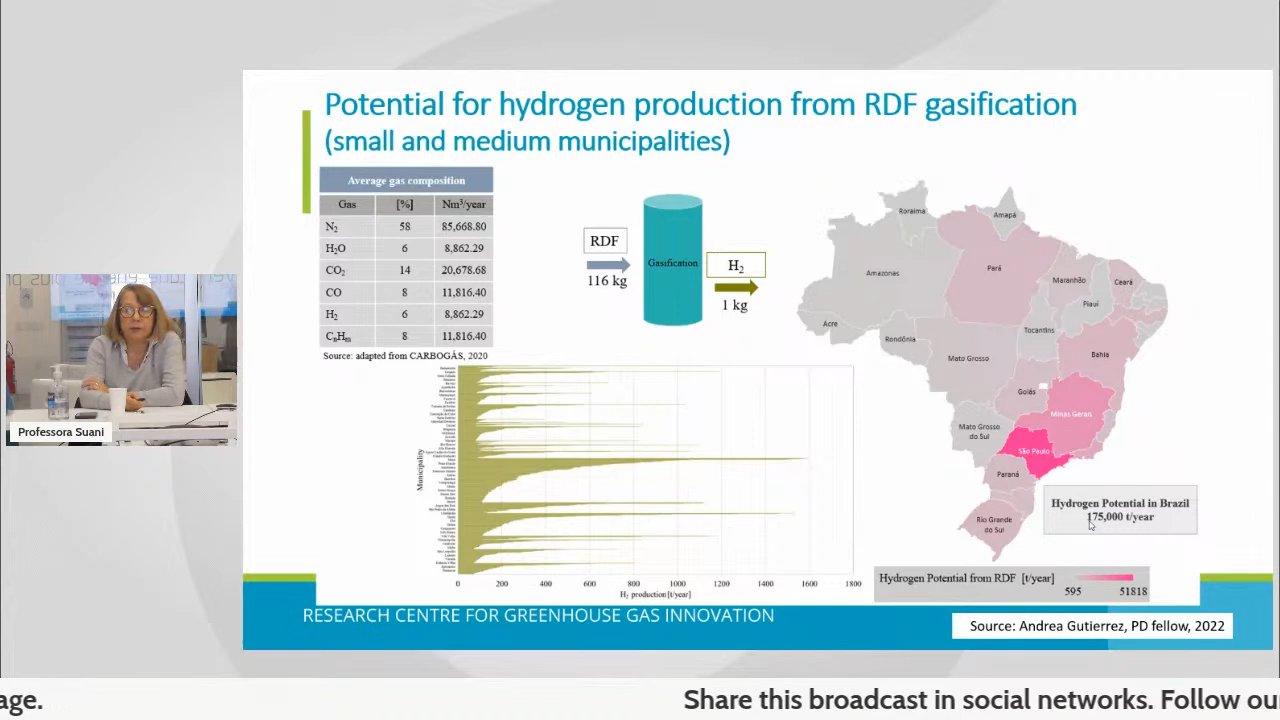 Potential for hydrogen production from RDF gasification
(small and medium municipalities)
Average gas composition
Gas [%] Nm³/year
N₂ 58 85,668.80
H₂O 6 8,862.29
CO₂ 14 20,678.68
CO 8 11,816.40
H₂ 6 8,862.29
CₙHₘ 8 11,816.40
Source: adapted from CARBOGÁS, 2020
RDF
116 kg
Gasification
H₂
1 kg
Roraima
Amapá
Amazonas
Pará
Maranhão
Ceará
Piauí
Acre
Tocantins
Rondônia
Bahia
Mato Grosso
Goiás
Minas Gerais
Mato Grosso
do Sul
São Paulo
Paraná
Rio Grande
do Sul
Hydrogen Potential in Brazil
175,000 t/year
Hydrogen Potential from RDF [t/year]
595 51818
Municipality
0 200 400 600 800 1000 1200 1400 1600 1800
H₂ production [t/year]
RESEARCH CENTRE FOR GREENHOUSE GAS INNOVATION
Source: Andrea Gutierrez, PD fellow, 2022
Professora Suani
age. Share this broadcast in social networks. Follow ou